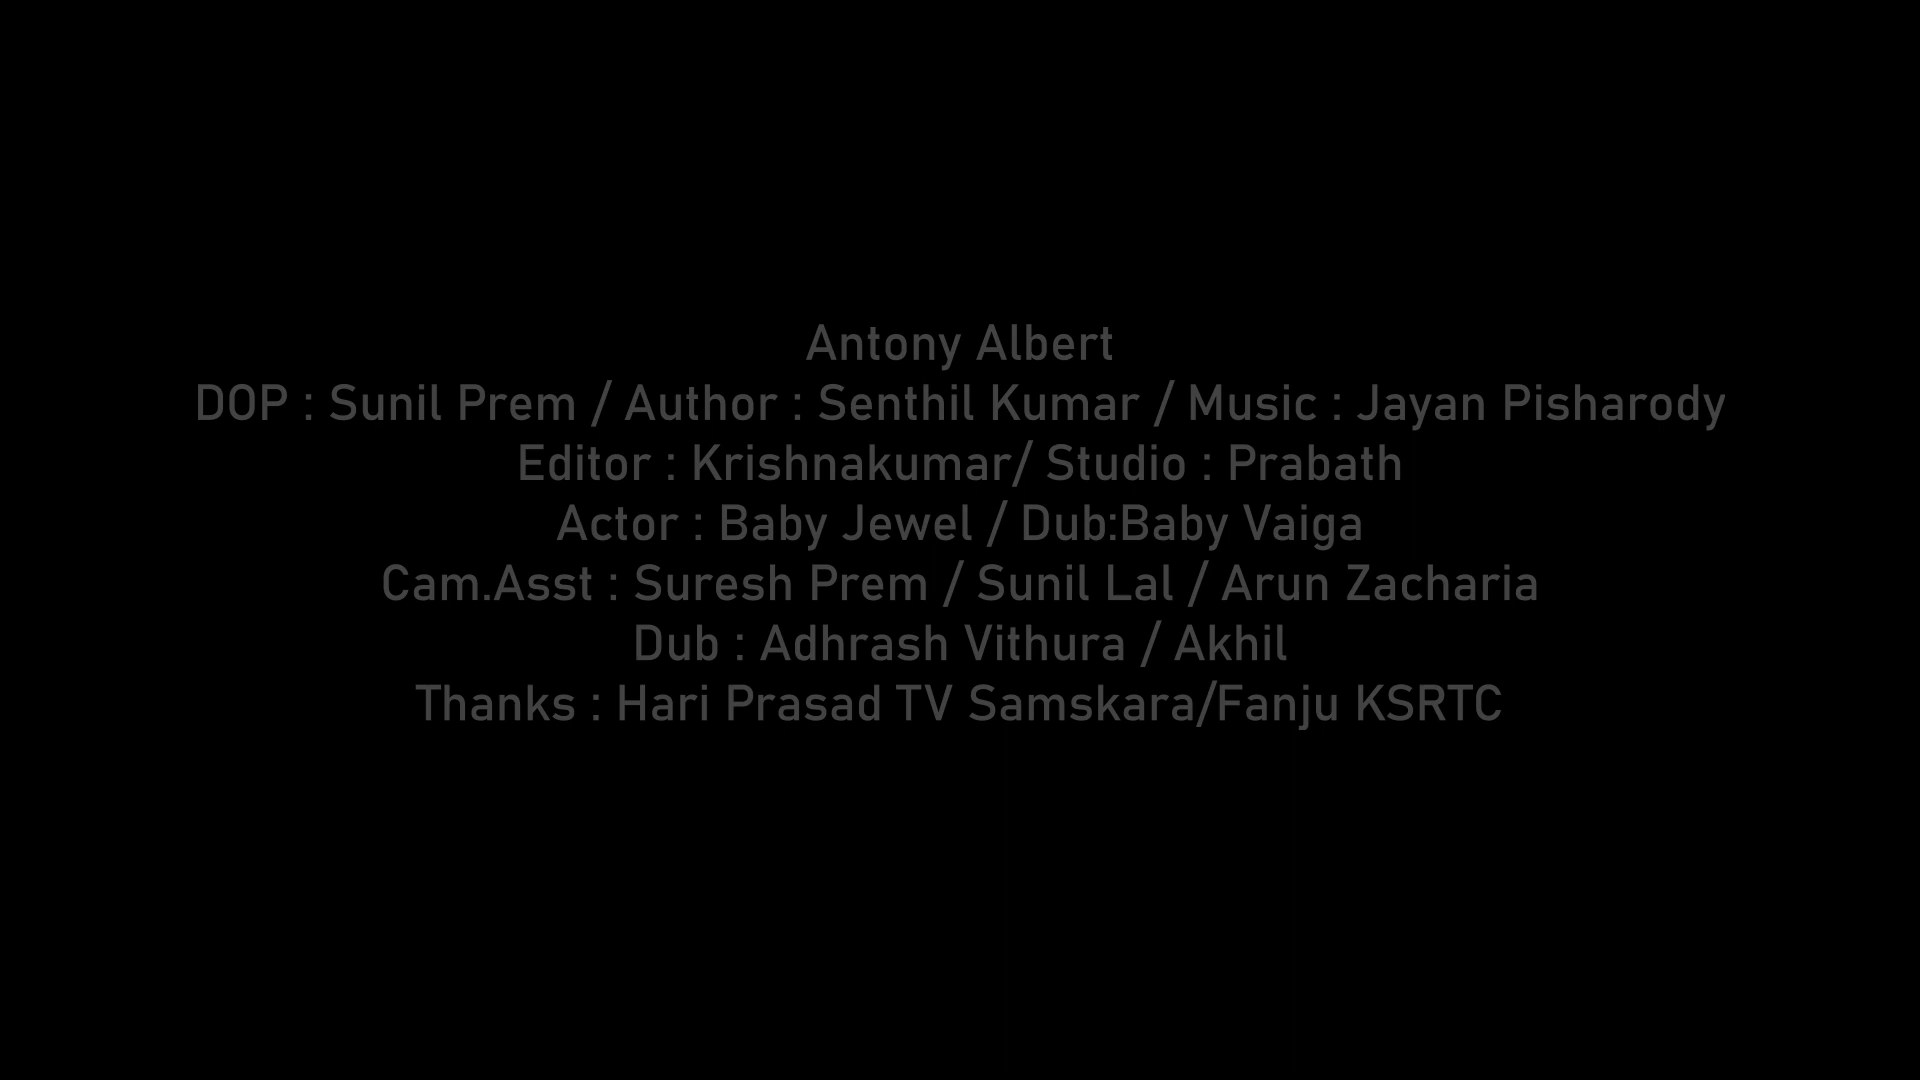 Antony Albert
DOP : Sunil Prem / Author : Senthil Kumar / Music : Jayan Pisharody
Editor : Krishnakumar/ Studio : Prabath
Actor : Baby Jewel / Dub:Baby Vaiga
Cam.Asst : Suresh Prem / Sunil Lal / Arun Zacharia
Dub : Adhrash Vithura / Akhil
Thanks : Hari Prasad TV Samskara/Fanju KSRTC